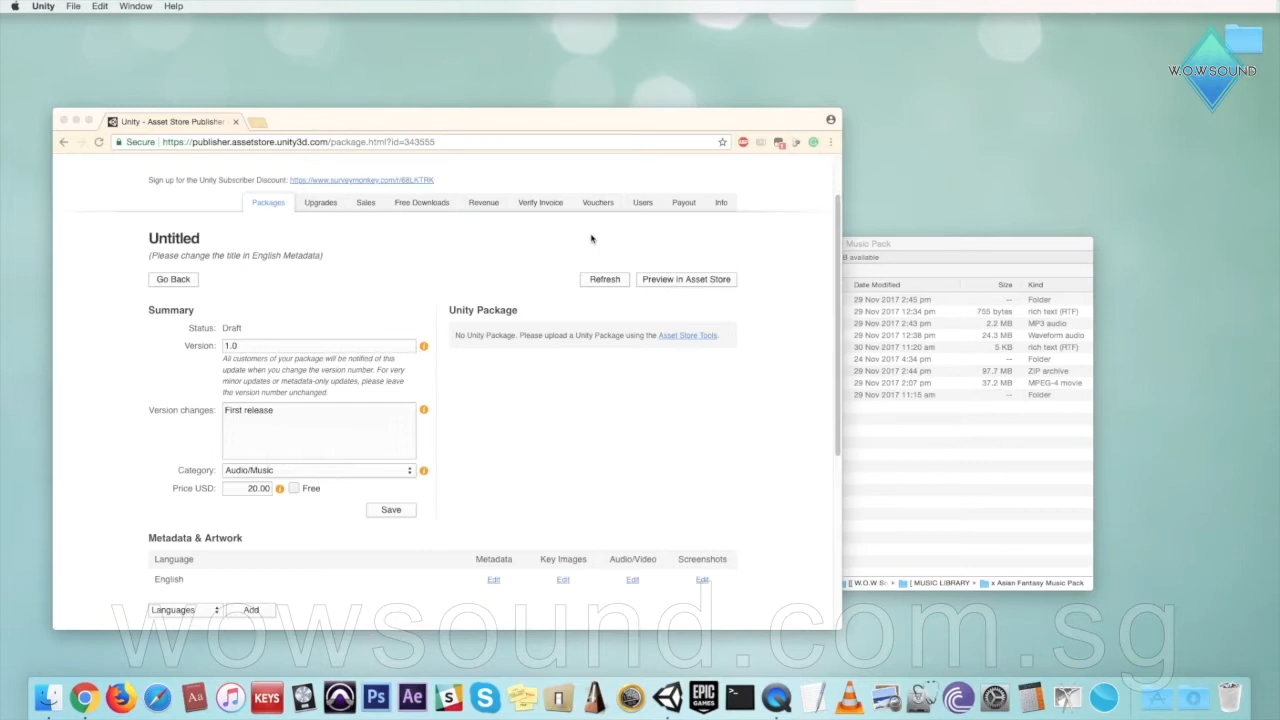 Unity File Edit Window Help
W.O.W SOUND
Unity - Asset Store Publisher
Secure https://publisher.assetstore.unity3d.com/package.html?id=343555
Sign up for the Unity Subscriber Discount: https://www.surveymonkey.com/r/68LKTRK
Packages Upgrades Sales Free Downloads Revenue Verify Invoice Vouchers Users Payout Info
Untitled
(Please change the title in English Metadata)
Go Back Refresh Preview in Asset Store
Summary Unity Package
Status: Draft
No Unity Package. Please upload a Unity Package using the Asset Store Tools.
Version: 1.0
All customers of your package will be notified of this
update when you change the version number. For very
minor updates or metadata-only updates, please leave
the version number unchanged.
Version changes: First release
Category: Audio/Music
Price USD: 20.00 Free
Save
Metadata & Artwork
Language Metadata Key Images Audio/Video Screenshots
English Edit Edit Edit Edit
Languages Add
Music Pack
B available
Date Modified Size Kind
29 Nov 2017 2:45 pm -- Folder
29 Nov 2017 12:34 pm 755 bytes rich text (RTF)
29 Nov 2017 2:43 pm 2.2 MB MP3 audio
29 Nov 2017 12:38 pm 24.3 MB Waveform audio
30 Nov 2017 11:20 am 5 KB rich text (RTF)
24 Nov 2017 4:34 pm -- Folder
29 Nov 2017 2:44 pm 97.7 MB ZIP archive
29 Nov 2017 2:07 pm 37.2 MB MPEG-4 movie
29 Nov 2017 11:15 am -- Folder
[[ W.O.W Sc [ MUSIC LIBRARY x Asian Fantasy Music Pack
wowsound.com.sg
Aa KEYS Ps Ae S EPIC GAMES